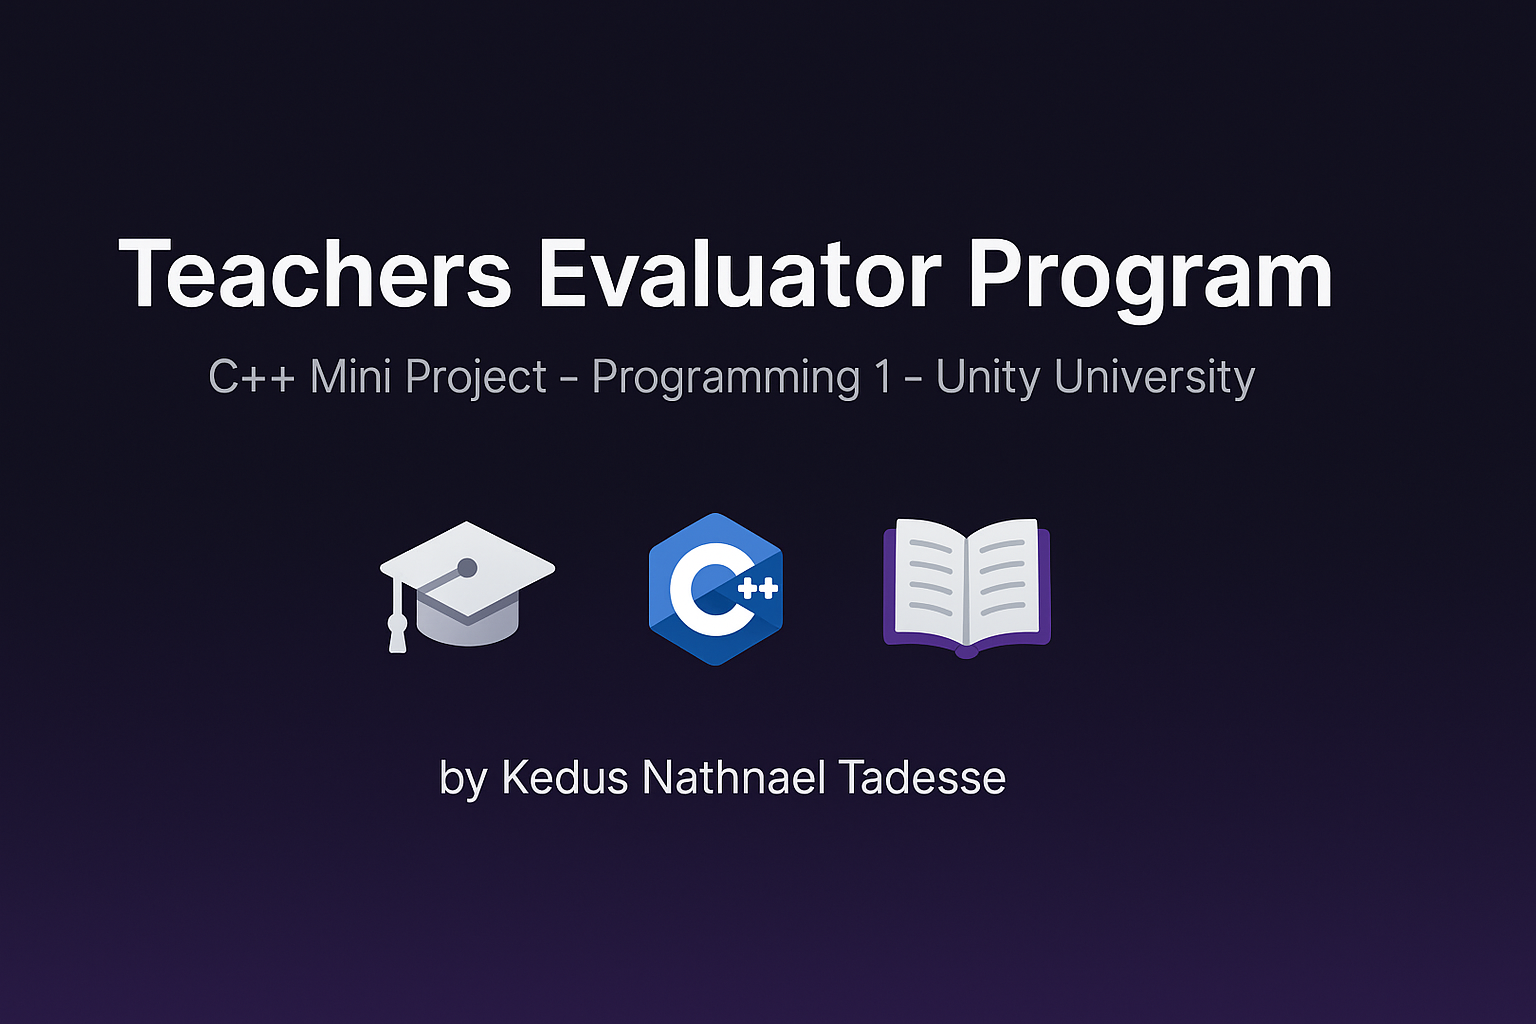 Teachers Evaluator Program
C++ Mini Project - Programming 1 - Unity University
C++
by Kedus Nathnael Tadesse